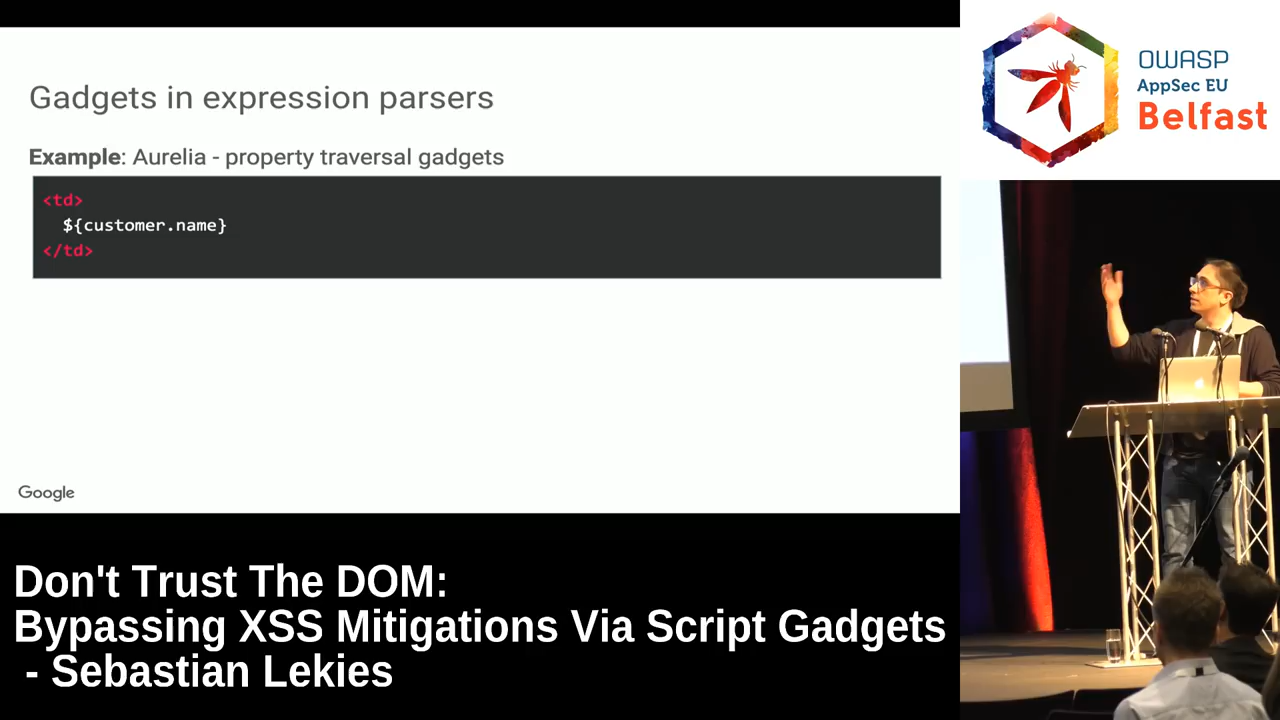 Gadgets in expression parsers
Example: Aurelia - property traversal gadgets
<td>
${customer.name}
</td>
Google
Don't Trust The DOM:
Bypassing XSS Mitigations Via Script Gadgets
- Sebastian Lekies
OWASP
AppSec EU
Belfast